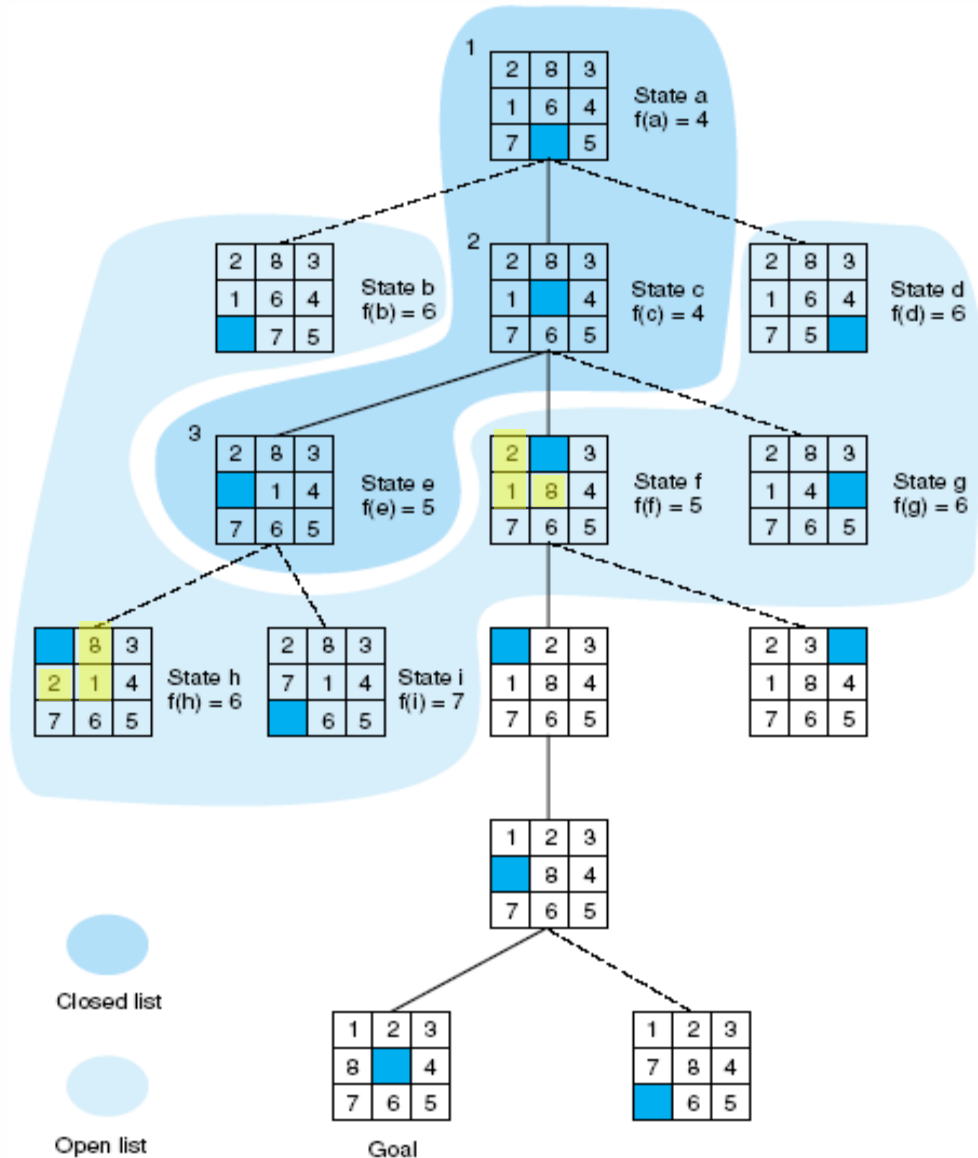 1
2 8 3
1 6 4
7 5
State a
f(a) = 4
2 8 3
1 6 4
7 5
State b
f(b) = 6
2
2 8 3
1 4
7 6 5
State c
f(c) = 4
2 8 3
1 6 4
7 5
State d
f(d) = 6
3
2 8 3
1 4
7 6 5
State e
f(e) = 5
2 3
1 8 4
7 6 5
State f
f(f) = 5
2 8 3
1 4
7 6 5
State g
f(g) = 6
8 3
2 1 4
7 6 5
State h
f(h) = 6
2 8 3
7 1 4
6 5
State i
f(i) = 7
2 3
1 8 4
7 6 5
2 3
1 8 4
7 6 5
1 2 3
8 4
7 6 5
Closed list
Open list
1 2 3
8 4
7 6 5
Goal
1 2 3
7 8 4
6 5